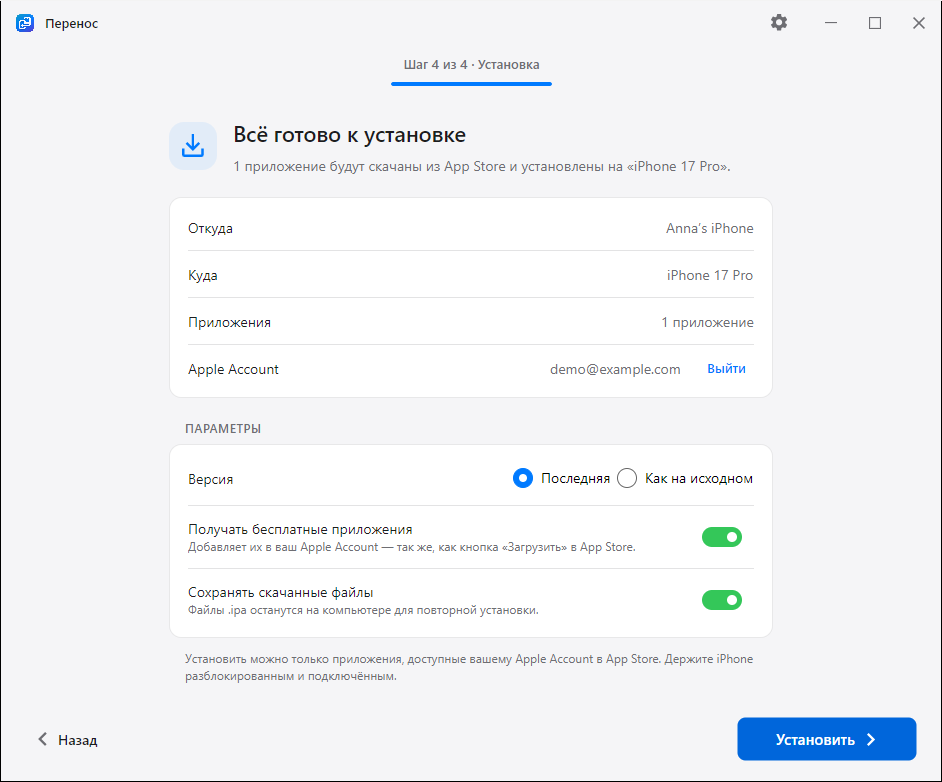 Перенос
Шаг 4 из 4 · Установка
Всё готово к установке
1 приложение будут скачаны из App Store и установлены на «iPhone 17 Pro».
Откуда Anna’s iPhone
Куда iPhone 17 Pro
Приложения 1 приложение
Apple Account demo@example.com Выйти
ПАРАМЕТРЫ
Версия Последняя Как на исходном
Получать бесплатные приложения
Добавляет их в ваш Apple Account — так же, как кнопка «Загрузить» в App Store.
Сохранять скачанные файлы
Файлы .ipa останутся на компьютере для повторной установки.
Установить можно только приложения, доступные вашему Apple Account в App Store. Держите iPhone
разблокированным и подключённым.
Назад Установить